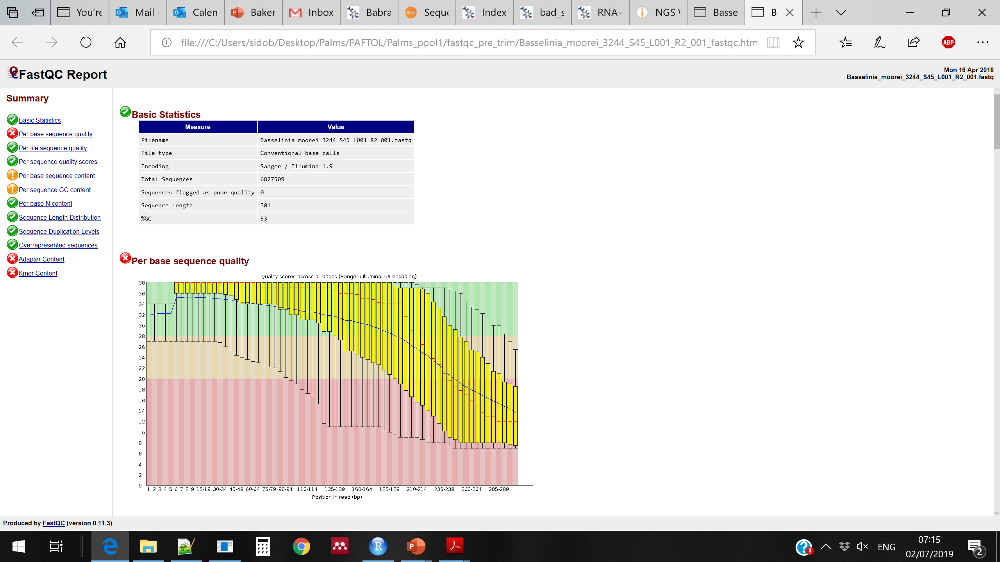 You're
Mail -
Calen
Baker
Inbox
Babra
Seque
Index
bad_s
RNA-
NGS
Basse
B
file:///C:/Users/sidob/Desktop/Palms/PAFTOL/Palms_pool1/fastqc_pre_trim/Basselinia_moorei_3244_S45_L001_R2_001_fastqc.htm
ABP
FastQC Report
Mon 16 Apr 2018
Basselinia_moorei_3244_S45_L001_R2_001.fastq
Summary
Basic Statistics
Per base sequence quality
Per tile sequence quality
Per sequence quality scores
Per base sequence content
Per sequence GC content
Per base N content
Sequence Length Distribution
Sequence Duplication Levels
Overrepresented sequences
Adapter Content
Kmer Content
Basic Statistics
Measure Value
Filename Basselinia_moorei_3244_S45_L001_R2_001.fastq
File type Conventional base calls
Encoding Sanger / Illumina 1.9
Total Sequences 6827509
Sequences flagged as poor quality 0
Sequence length 301
%GC 53
Per base sequence quality
Quality scores across all bases (Sanger / Illumina 1.9 encoding)
38
36
34
32
30
28
26
24
22
20
18
16
14
12
10
8
6
4
2
0
1 2 3 4 5 6 7 8 9 15-19 30-34 45-49 60-64 75-79 90-94 110-114 135-139 160-164 185-189 210-214 235-239 260-264 285-289
Position in read (bp)
Produced by FastQC (version 0.11.3)
ENG
07:15
02/07/2019
2